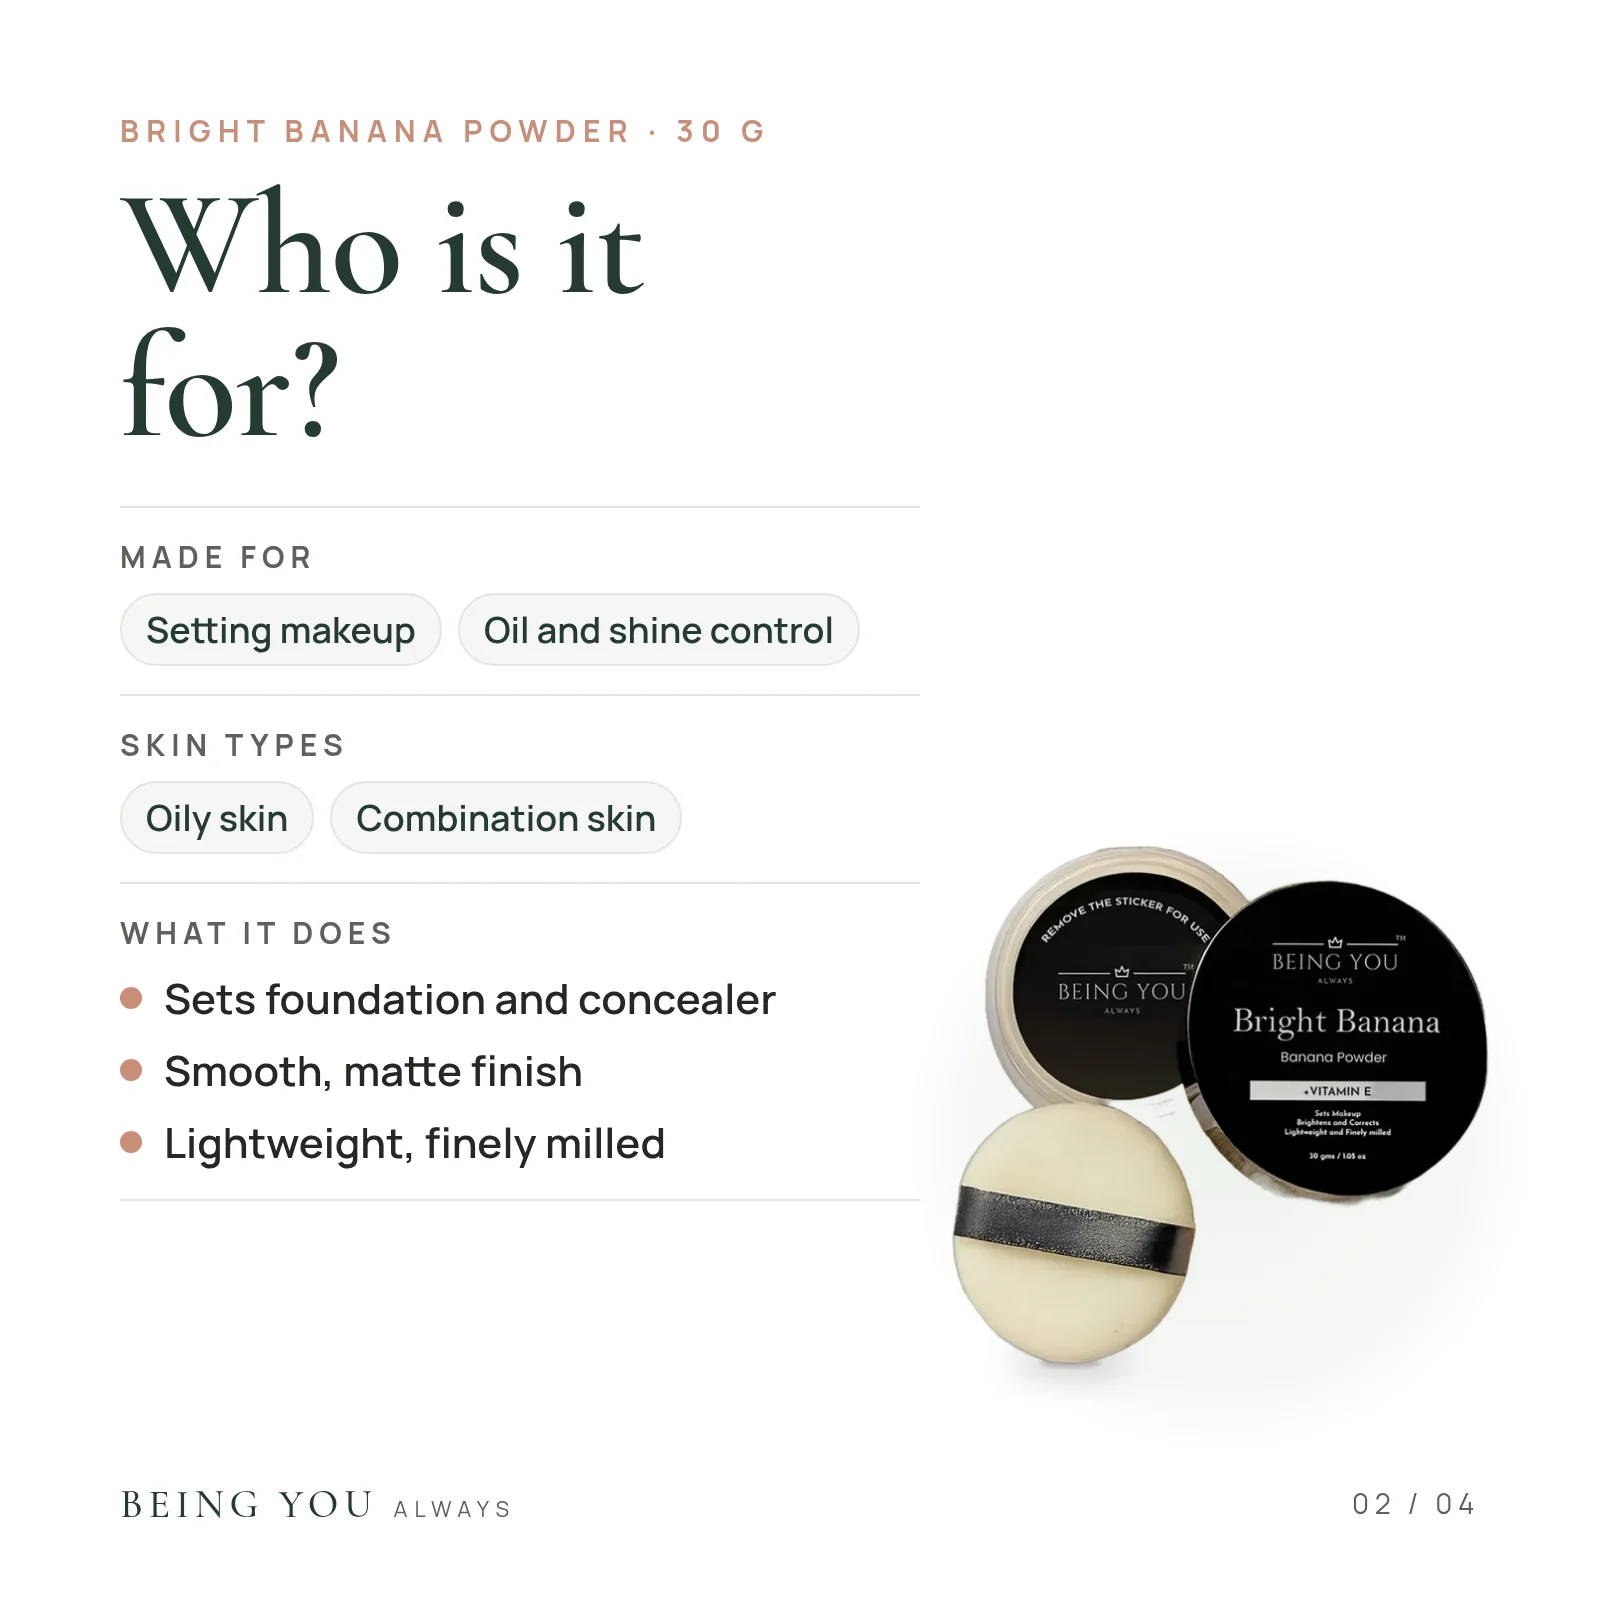 BRIGHT BANANA POWDER · 30 G
Who is it
for?
MADE FOR
Setting makeup
Oil and shine control
SKIN TYPES
Oily skin
Combination skin
WHAT IT DOES
Sets foundation and concealer
Smooth, matte finish
Lightweight, finely milled
REMOVE THE STICKER FOR USE
BEING YOU
TM
ALWAYS
TM
BEING YOU
ALWAYS
Bright Banana
Banana Powder
+VITAMIN E
Sets Makeup
Brightens and Corrects
Lightweight and Finely milled
30 gms / 1.05 oz
BEING YOU ALWAYS
02 / 04